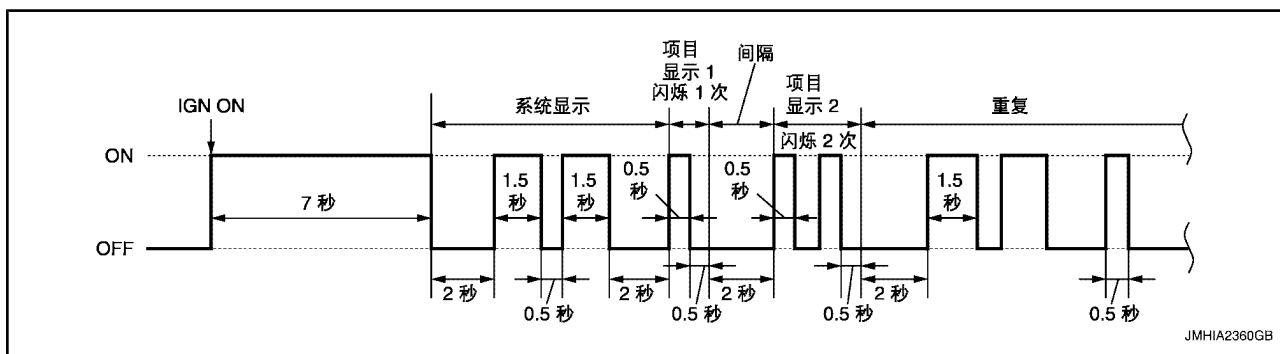 项目
显示 1
闪烁 1 次
间隔
项目
显示 2
闪烁 2 次
IGN ON
系统显示
重复
ON
7 秒
1.5
秒
1.5
秒
0.5
秒
0.5
秒
1.5
秒
OFF
2 秒
0.5 秒
2 秒
0.5 秒
2 秒
0.5 秒
2 秒
0.5 秒
JMHIA2360GB